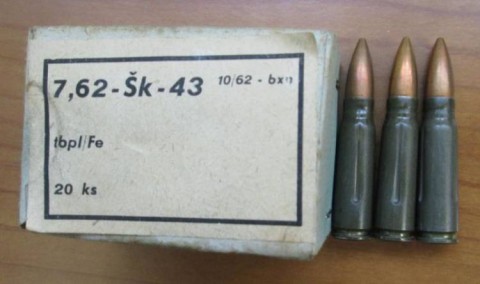 7,62-Šk-43 10/62 - bxn
tbpl/Fe
20 ks